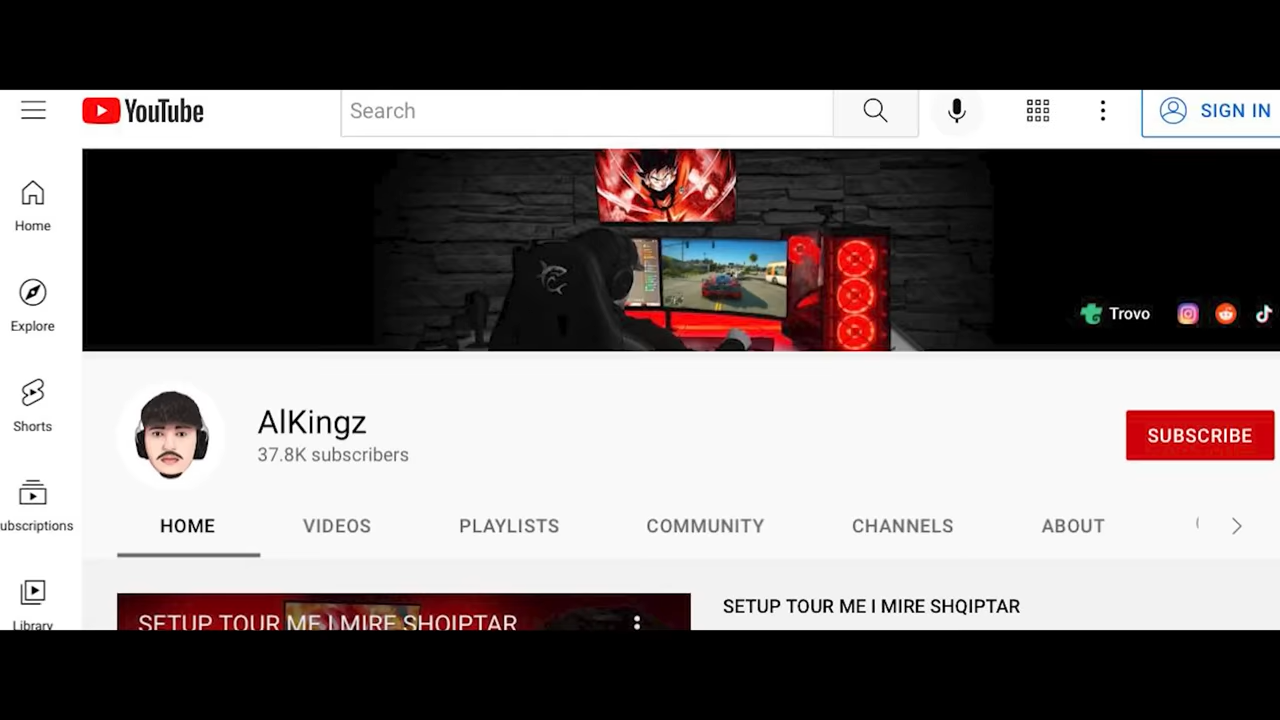 YouTube
Search
SIGN IN
Home
Explore
Shorts
ubscriptions
Library
Trovo
AlKingz
37.8K subscribers
SUBSCRIBE
HOME VIDEOS PLAYLISTS COMMUNITY CHANNELS ABOUT
SETUP TOUR ME I MIRE SHQIPTAR
SETUP TOUR ME I MIRE SHQIPTAR